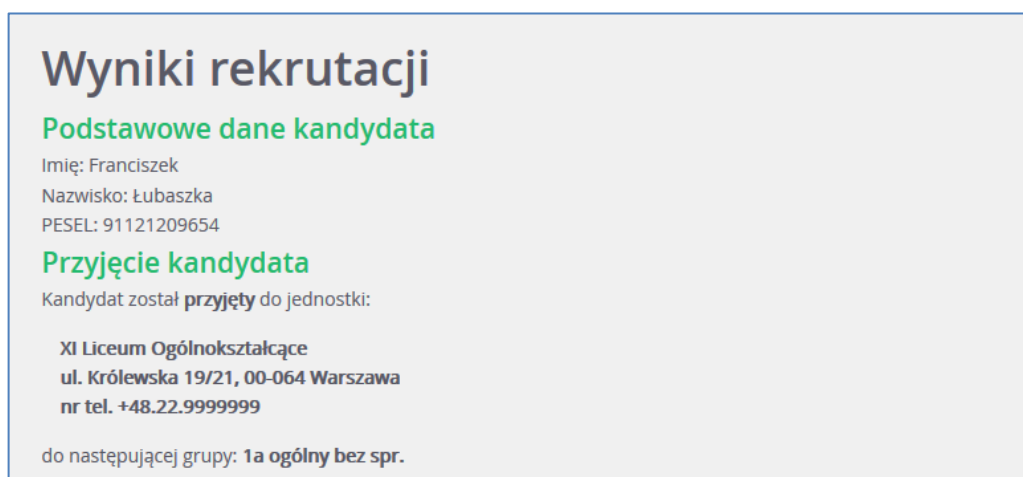 Wyniki rekrutacji
Podstawowe dane kandydata
Imię: Franciszek
Nazwisko: Łubaszka
PESEL: 91121209654
Przyjęcie kandydata
Kandydat został przyjęty do jednostki:
XI Liceum Ogólnokształcące
ul. Królewska 19/21, 00-064 Warszawa
nr tel. +48.22.9999999
do następującej grupy: 1a ogólny bez spr.